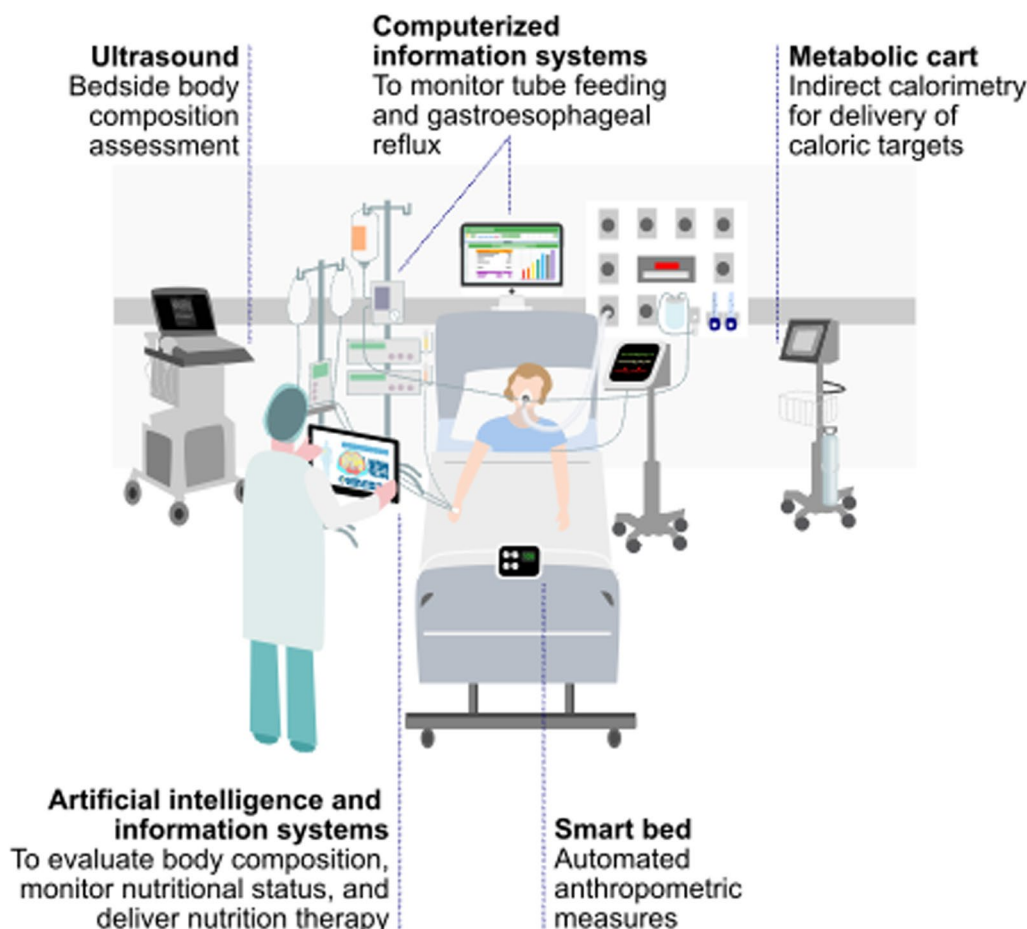 Ultrasound
Bedside body
composition
assessment
Computerized
information systems
To monitor tube feeding
and gastroesophageal
reflux
Metabolic cart
Indirect calorimetry
for delivery of
caloric targets
Artificial intelligence and
information systems
To evaluate body composition,
monitor nutritional status, and
deliver nutrition therapy
Smart bed
Automated
anthropometric
measures